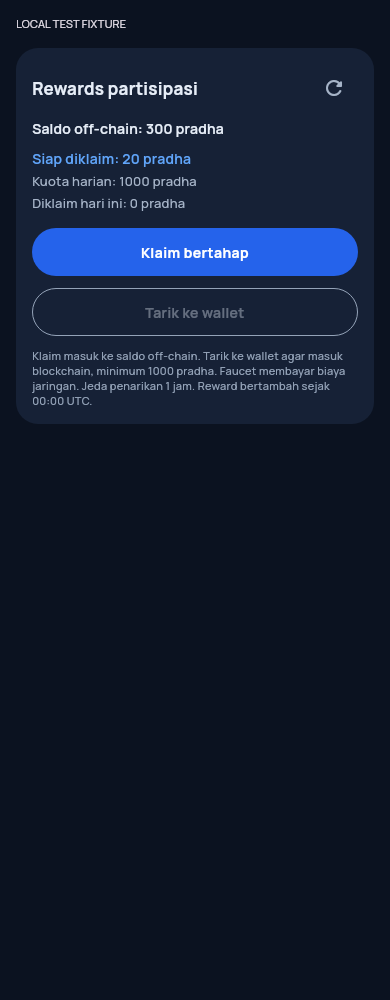 LOCAL TEST FIXTURE
Rewards partisipasi
Saldo off-chain: 300 pradha
Siap diklaim: 20 pradha
Kuota harian: 1000 pradha
Diklaim hari ini: 0 pradha
Klaim bertahap
Tarik ke wallet
Klaim masuk ke saldo off-chain. Tarik ke wallet agar masuk
blockchain, minimum 1000 pradha. Faucet membayar biaya
jaringan. Jeda penarikan 1 jam. Reward bertambah sejak
00:00 UTC.